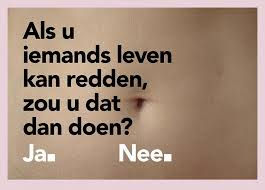 Als u
iemands leven
kan redden,
zou u dat
dan doen?
Ja. Nee.